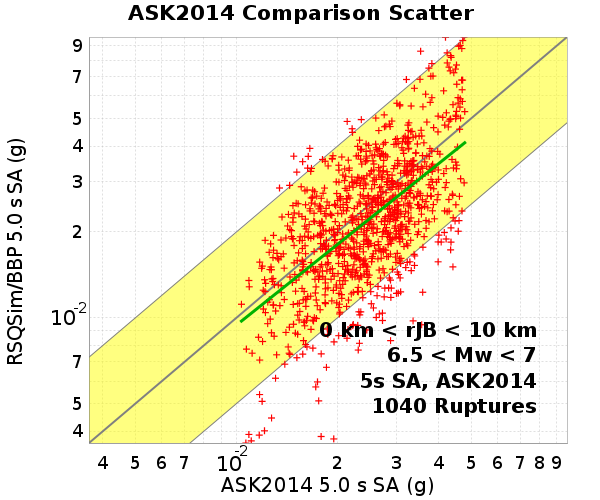 ASK2014 Comparison Scatter
RSQSim/BBP 5.0 s SA (g)
9
7
5
4
3
2
10-2
7
5
4
0 km < rJB < 10 km
6.5 < Mw < 7
5s SA, ASK2014
1040 Ruptures
4 5 6 7 10-2 2 3 4 5 6 7 8 9
ASK2014 5.0 s SA (g)